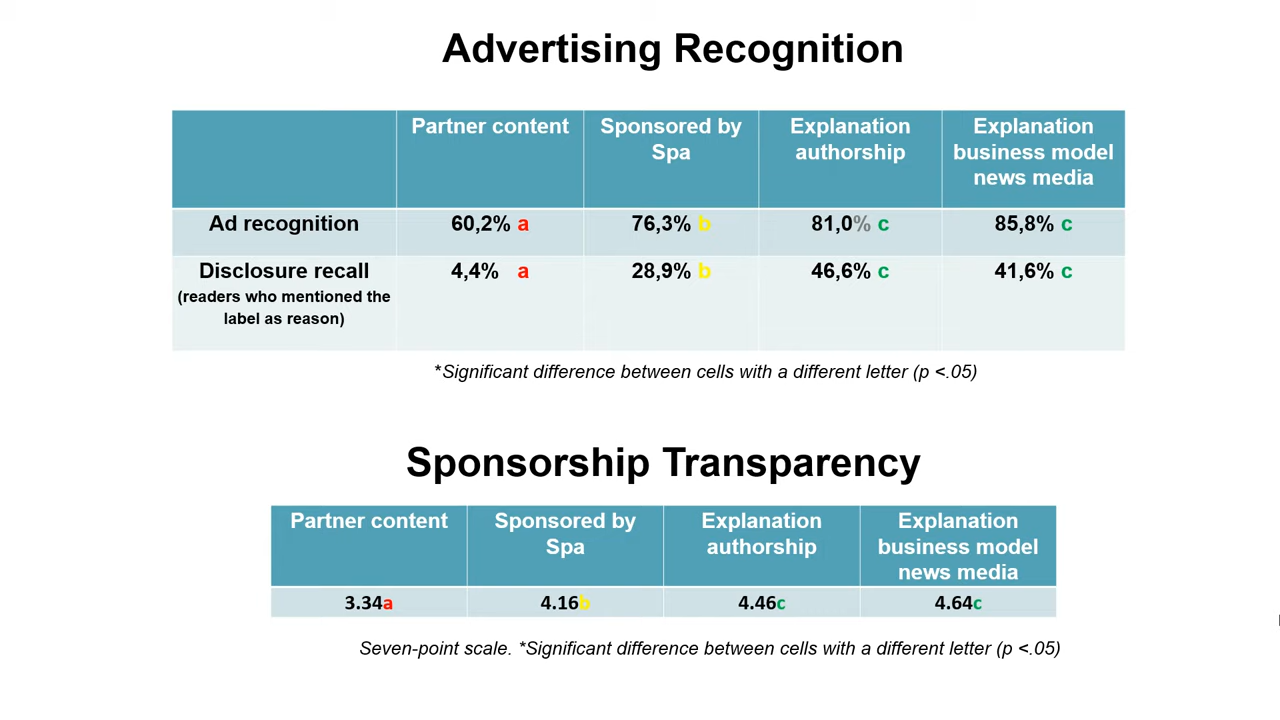 Advertising Recognition
Partner content
Sponsored by
Spa
Explanation
authorship
Explanation
business model
news media
Ad recognition 60,2% a 76,3% b 81,0% c 85,8% c
Disclosure recall 4,4% a 28,9% b 46,6% c 41,6% c
(readers who mentioned the
label as reason)
*Significant difference between cells with a different letter (p <.05)
Sponsorship Transparency
Partner content
Sponsored by
Spa
Explanation
authorship
Explanation
business model
news media
3.34a 4.16b 4.46c 4.64c
Seven-point scale. *Significant difference between cells with a different letter (p <.05)